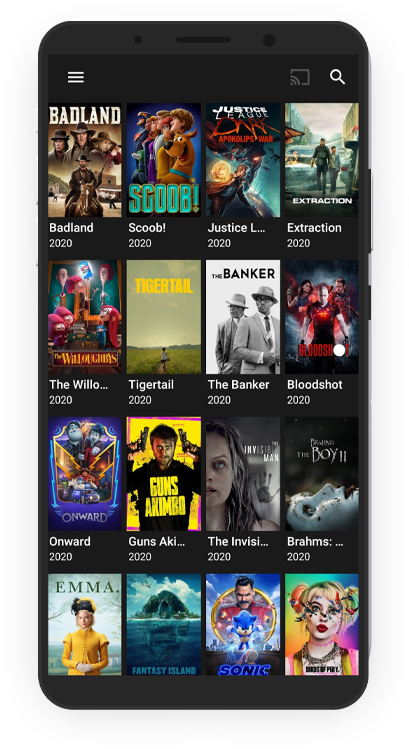 BADLAND
SCOOB!
JUSTICE
LEAGUE
DARK
APOKOLIPS WAR
EXTRACTION
Badland
Scoob!
Justice L...
Extraction
2020
2020
2020
2020
THE WILLOUGHBYS
TIGERTAIL
THE BANKER
BLOODSHOT
The Willo...
Tigertail
The Banker
Bloodshot
2020
2020
2020
2020
ONWARD
GUNS
AKIMBO
THE
INVISIBLE
MAN
BRAHMS
THE BOY II
Onward
Guns Aki...
The Invisi...
Brahms: ...
2020
2020
2020
2020
EMMA.
FANTASY ISLAND
SONIC
BIRDS OF PREY